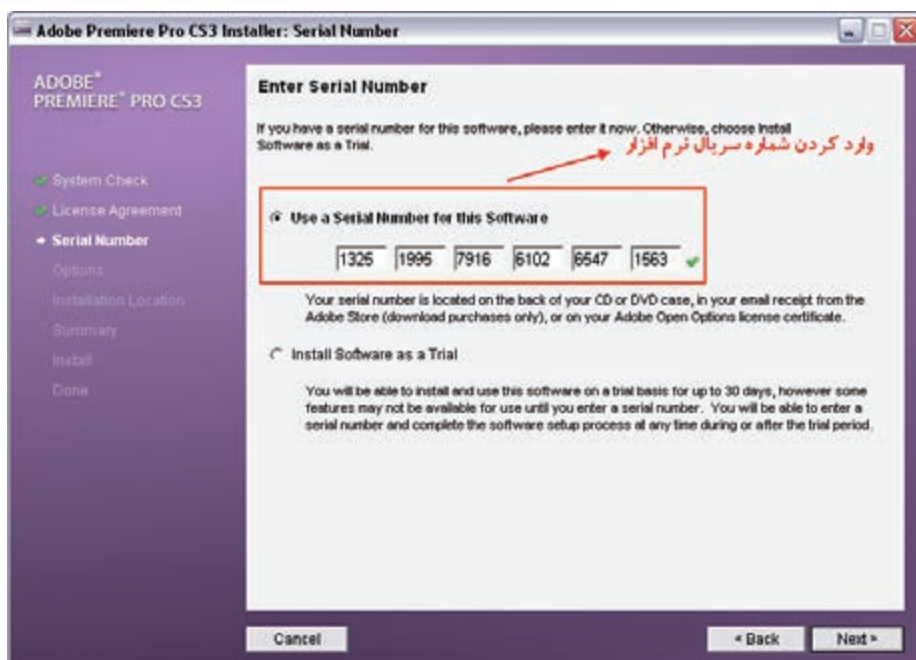 Adobe Premiere Pro CS3 Installer: Serial Number
ADOBE®
PREMIERE® PRO CS3
System Check
License Agreement
Serial Number
Options
Installation Location
Summary
Install
Done
Enter Serial Number
If you have a serial number for this software, please enter it now. Otherwise, choose Install
Software as a Trial.
وارد کردن شماره سریال نرم افزار
Use a Serial Number for this Software
1325 1995 7916 6102 6547 1563
Your serial number is located on the back of your CD or DVD case, in your email receipt from the
Adobe Store (download purchases only), or on your Adobe Open Options license certificate.
Install Software as a Trial
You will be able to install and use this software on a trial basis for up to 30 days, however some
features may not be available for use until you enter a serial number. You will be able to enter a
serial number and complete the software setup process at any time during or after the trial period.
Cancel
< Back
Next >